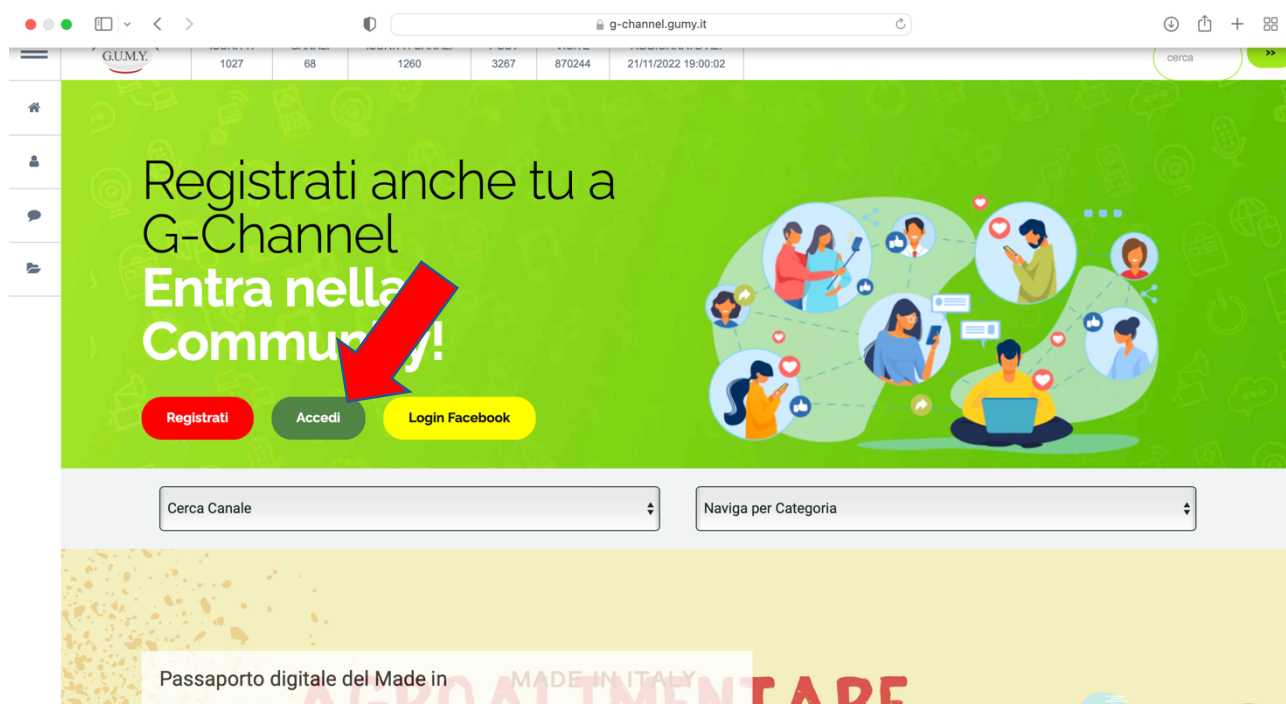 g-channel.gumy.it
G.U.M.Y.
1027 68 1260 3267 870244 21/11/2022 19:00:02
cerca
»
Registrati anche tu a
G-Channel
Entra nella
Community!
Registrati Accedi Login Facebook
Cerca Canale Naviga per Categoria
Passaporto digitale del Made in
MADE IN ITALY
AGROALIMENTARE